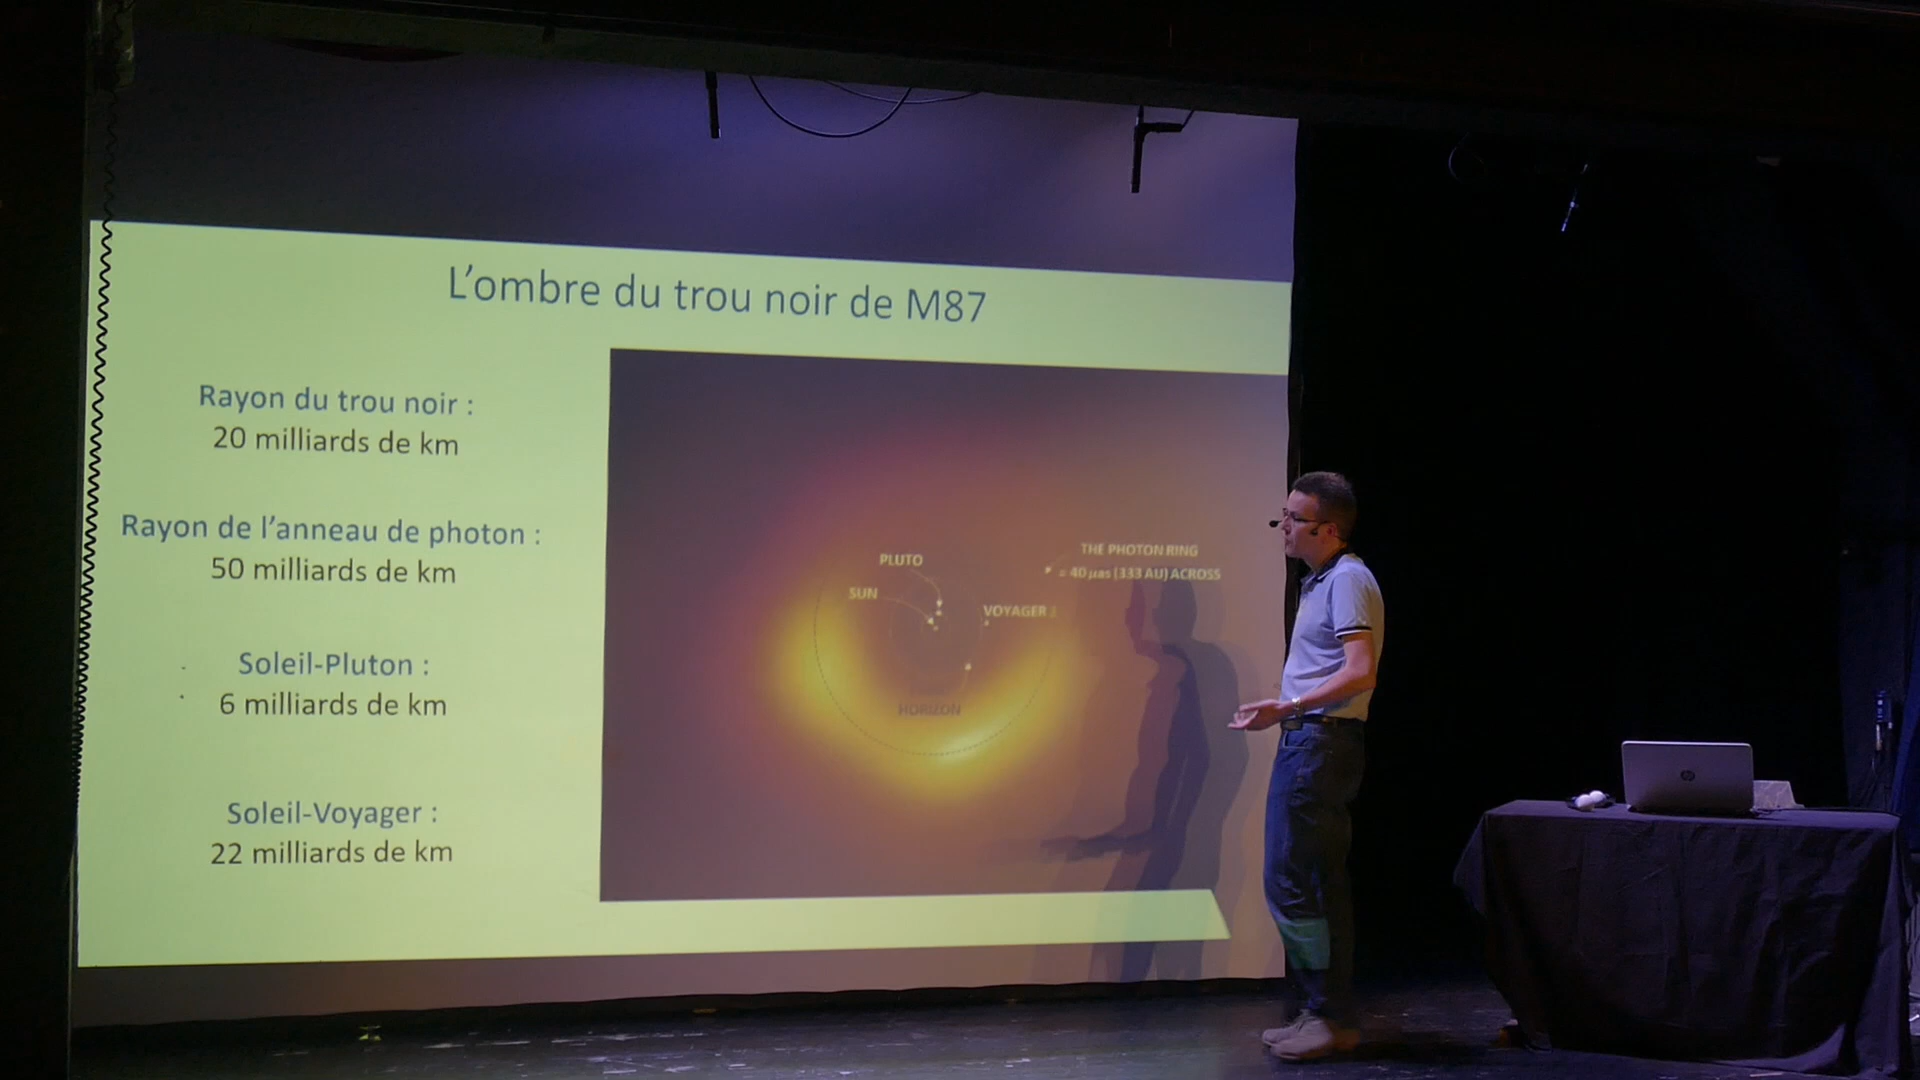 L'ombre du trou noir de M87
Rayon du trou noir :
20 milliards de km
Rayon de l'anneau de photon :
50 milliards de km
Soleil-Pluton :
6 milliards de km
Soleil-Voyager :
22 milliards de km
PLUTO
SUN
VOYAGER 1
THE PHOTON RING
= 40 µas (333 AU) ACROSS
HORIZON
hp